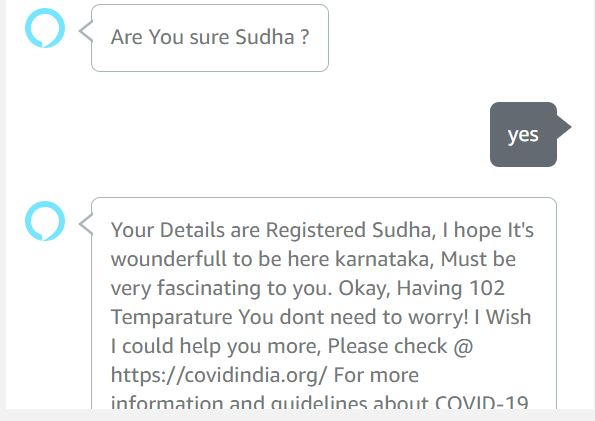 Are You sure Sudha ?
yes
Your Details are Registered Sudha, I hope It's
wounderfull to be here karnataka, Must be
very fascinating to you. Okay, Having 102
Temparature You dont need to worry! I Wish
I could help you more, Please check @
https://covidindia.org/ For more
information and guidelines about COVID-19